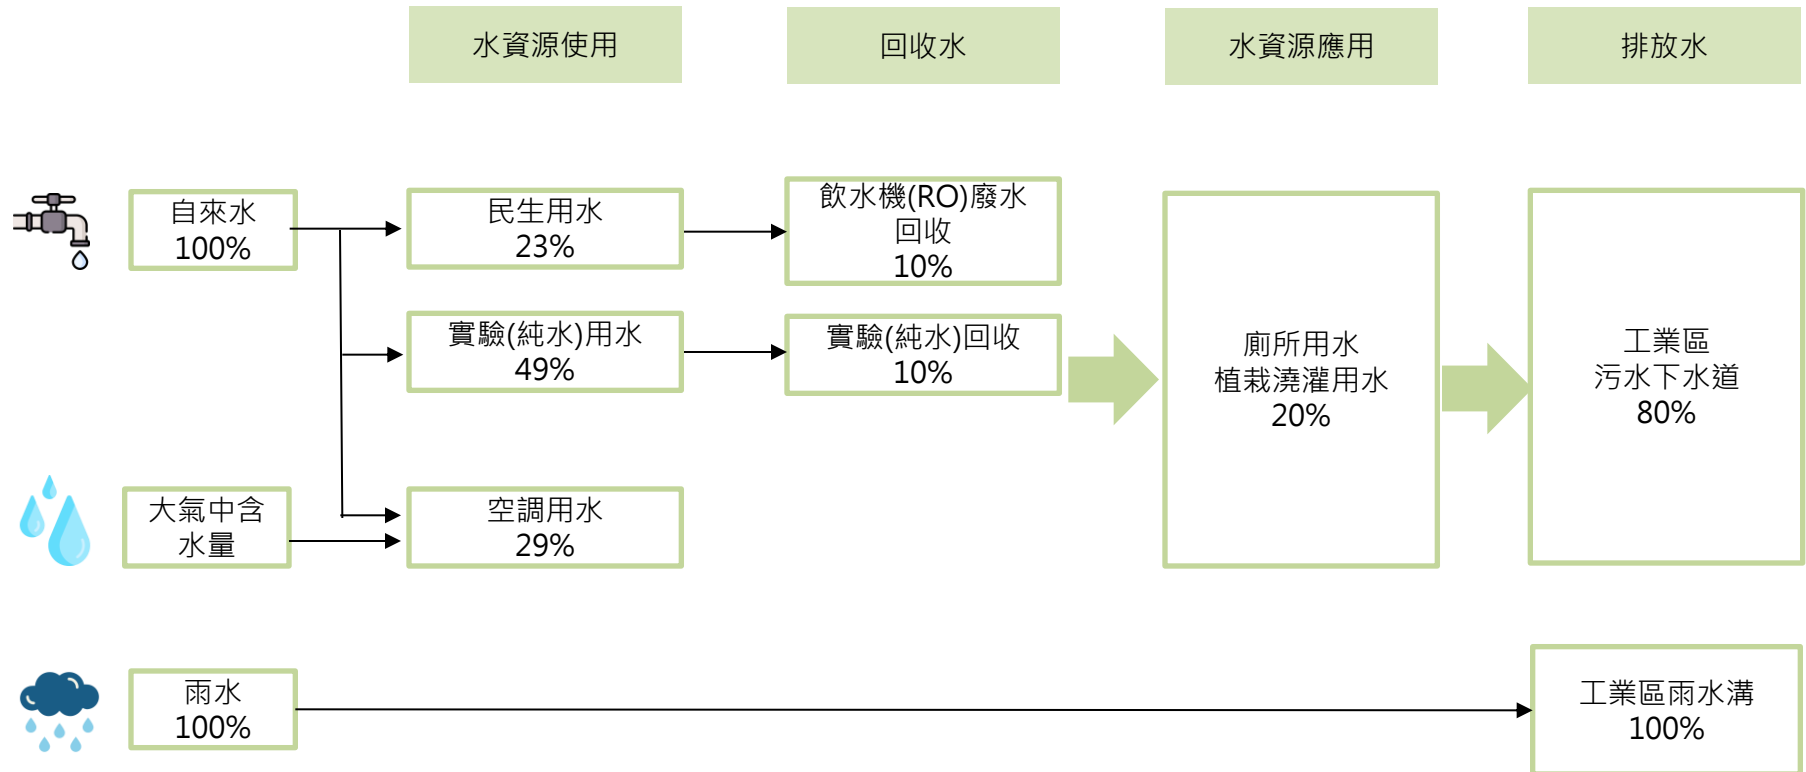 水資源使用
回收水
水資源應用
排放水
自來水
100%
民生用水
23%
飲水機(RO)廢水
回收
10%
實驗(純水)用水
49%
實驗(純水)回收
10%
廁所用水
植栽澆灌用水
20%
工業區
污水下水道
80%
大氣中含
水量
空調用水
29%
雨水
100%
工業區雨水溝
100%